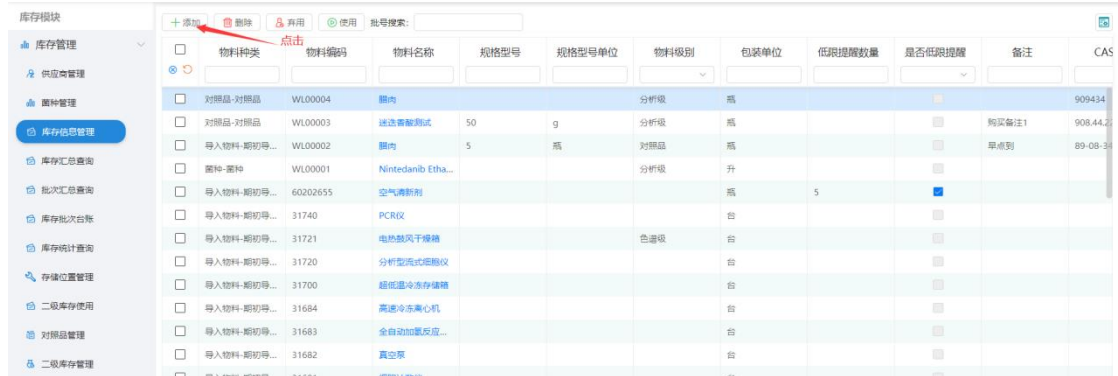 库存模块
库存管理
供应商管理
菌种管理
库存信息管理
库存汇总查询
批次汇总查询
库存批次台账
库存统计查询
存储位置管理
二级库存使用
对照品管理
二级库存管理
添加 删除 弃用 使用 批号搜索:
点击
物料种类 物料编码 物料名称 规格型号 规格型号单位 物料级别 包装单位 低限提醒数量 是否低限提醒 备注 CAS
对照品-对照品 WL00004 腊肉 分析级 瓶 909434
对照品-对照品 WL00003 迷迭香酸测试 50 g 分析级 瓶 购买备注1 908.44.2
导入物料-期初导... WL00002 腊肉 5 瓶 对照品 瓶 早点到 89-08-34
菌种-菌种 WL00001 Nintedanib Etha... 分析级 升
导入物料-期初导... 60202655 空气清新剂 瓶 5
导入物料-期初导... 31740 PCR仪 台
导入物料-期初导... 31721 电热鼓风干燥箱 色谱级 台
导入物料-期初导... 31720 分析型流式细胞仪 台
导入物料-期初导... 31700 超低温冷冻存储箱 台
导入物料-期初导... 31684 高速冷冻离心机 台
导入物料-期初导... 31683 全自动加氢反应... 台
导入物料-期初导... 31682 真空泵 台